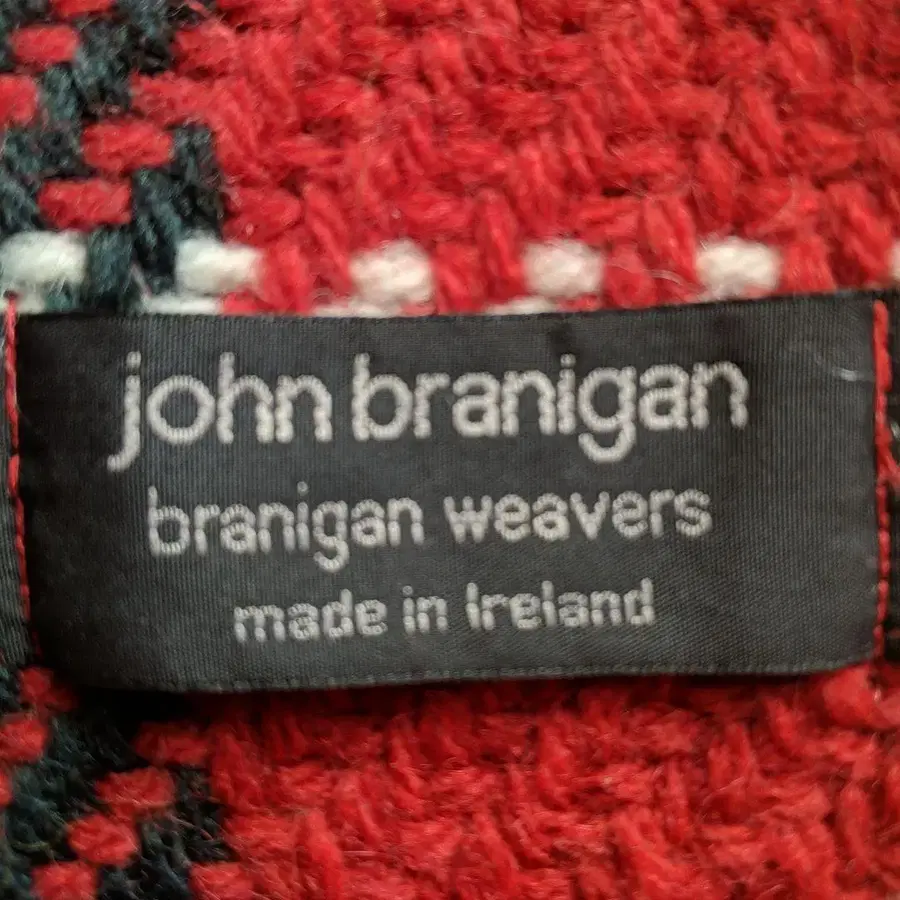 john branigan
branigan weavers
made in Ireland